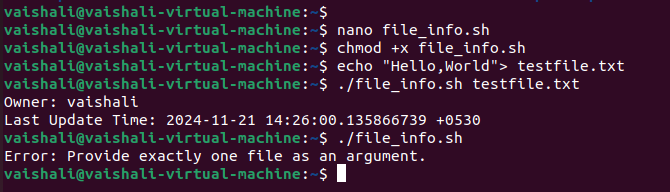 vaishali@vaishali-virtual-machine:~$
vaishali@vaishali-virtual-machine:~$ nano file_info.sh
vaishali@vaishali-virtual-machine:~$ chmod +x file_info.sh
vaishali@vaishali-virtual-machine:~$ echo "Hello,World"> testfile.txt
vaishali@vaishali-virtual-machine:~$ ./file_info.sh testfile.txt
Owner: vaishali
Last Update Time: 2024-11-21 14:26:00.135866739 +0530
vaishali@vaishali-virtual-machine:~$ ./file_info.sh
Error: Provide exactly one file as an argument.
vaishali@vaishali-virtual-machine:~$